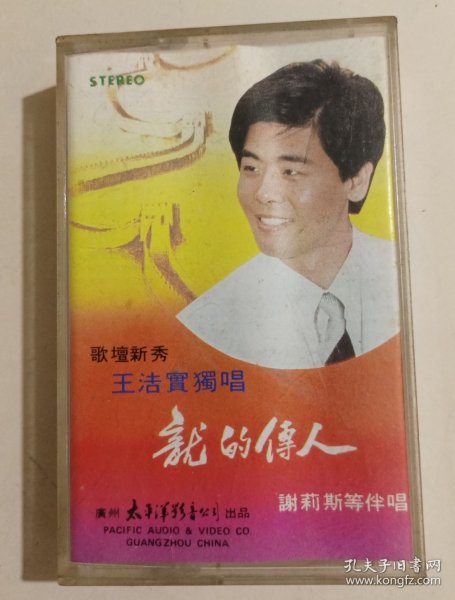 STEREO
歌壇新秀
王洁實獨唱
龍的傳人
謝莉斯等伴唱
廣州 太平洋影音公司 出品
PACIFIC AUDIO & VIDEO CO
GUANGZHOU CHINA
孔夫子旧书网
www.kongfz.com